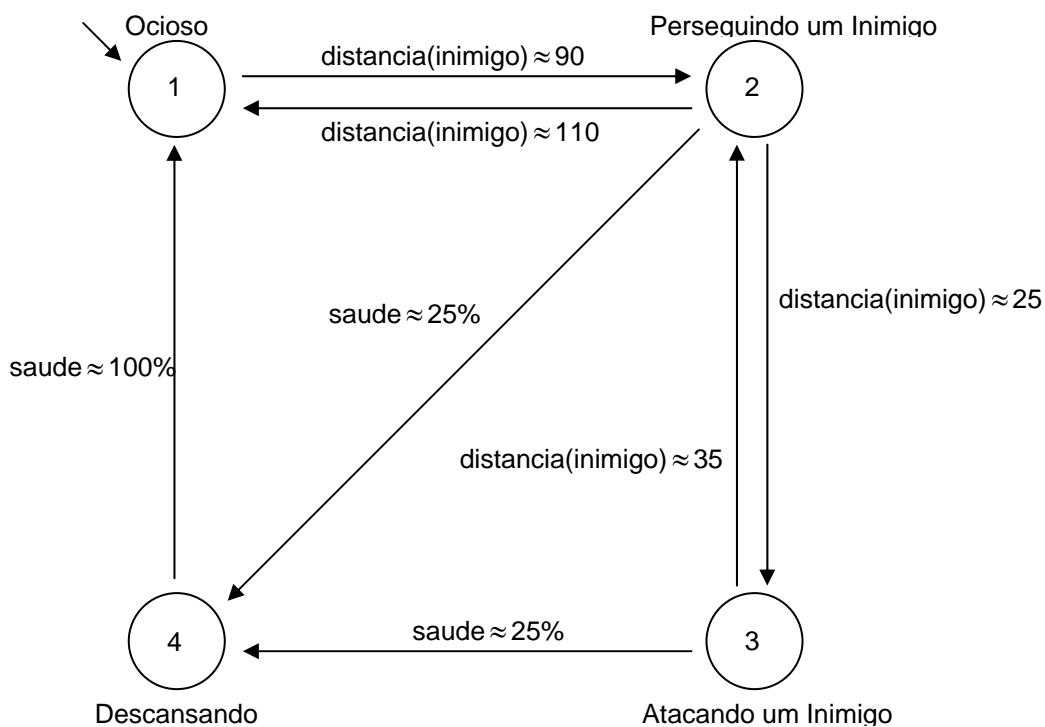 Ocioso
Perseguindo um Inimigo
distancia(inimigo) ≈ 90
1
2
distancia(inimigo) ≈ 110
distancia(inimigo) ≈ 25
saude ≈ 25%
saude ≈ 100%
distancia(inimigo) ≈ 35
saude ≈ 25%
4
3
Descansando
Atacando um Inimigo